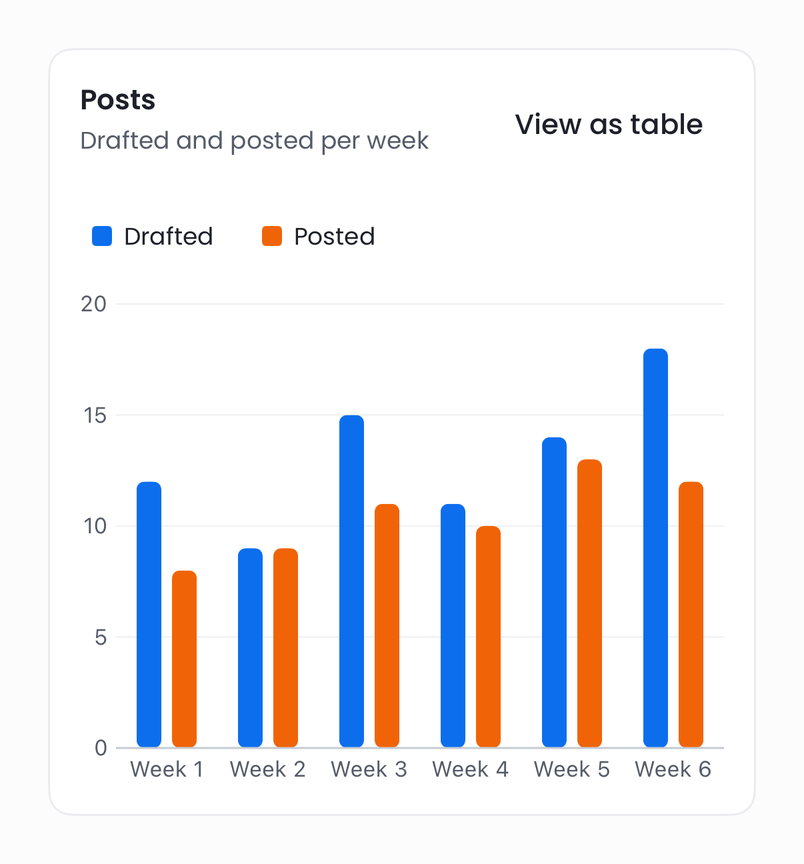 Posts
Drafted and posted per week
View as table
Drafted
Posted
20
15
10
5
0
Week 1
Week 2
Week 3
Week 4
Week 5
Week 6